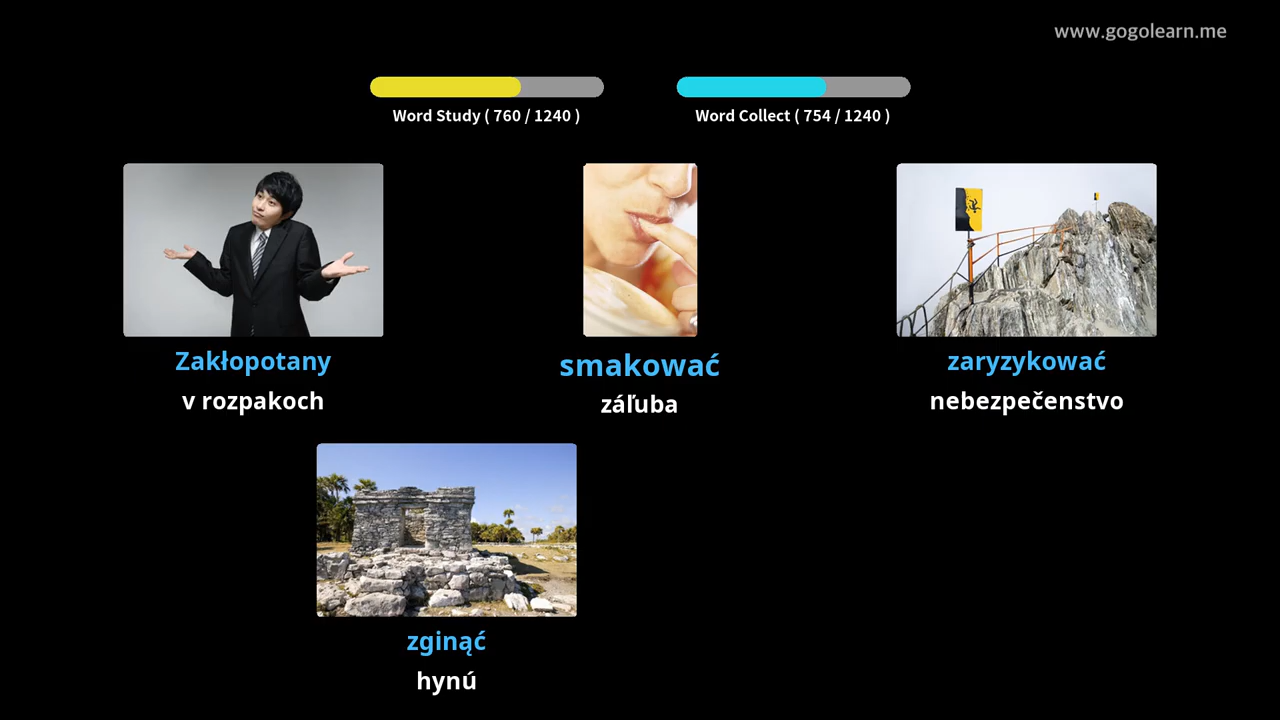 www.gogolearn.me
Word Study ( 760 / 1240 )
Word Collect ( 754 / 1240 )
Zakłopotany
v rozpakoch
smakować
záľuba
zaryzykować
nebezpečenstvo
zginąć
hynú